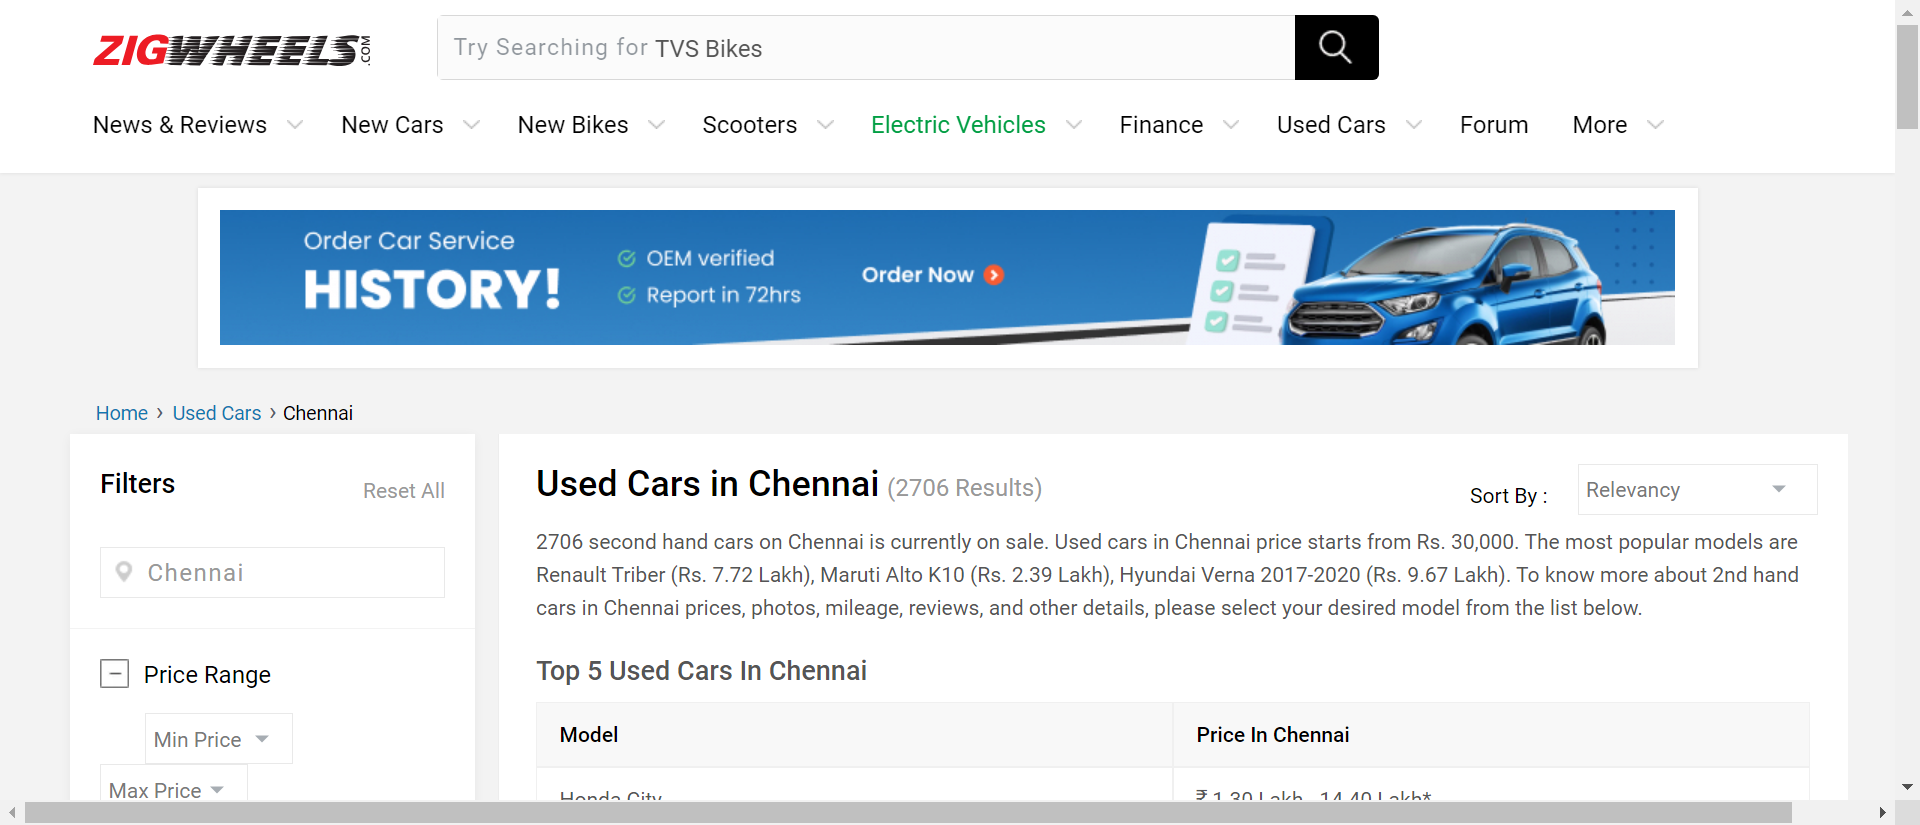 ZIGWHEELS.COM
Try Searching for TVS Bikes
News & Reviews New Cars New Bikes Scooters Electric Vehicles Finance Used Cars Forum More
Order Car Service
HISTORY!
OEM verified
Report in 72hrs
Order Now
Home › Used Cars › Chennai
Filters
Reset All
Chennai
Price Range
Min Price
Max Price
Used Cars in Chennai (2706 Results)
Sort By :
Relevancy
2706 second hand cars on Chennai is currently on sale. Used cars in Chennai price starts from Rs. 30,000. The most popular models are
Renault Triber (Rs. 7.72 Lakh), Maruti Alto K10 (Rs. 2.39 Lakh), Hyundai Verna 2017-2020 (Rs. 9.67 Lakh). To know more about 2nd hand
cars in Chennai prices, photos, mileage, reviews, and other details, please select your desired model from the list below.
Top 5 Used Cars In Chennai
Model Price In Chennai
Honda City ₹ 1.30 Lakh - 14.40 Lakh*